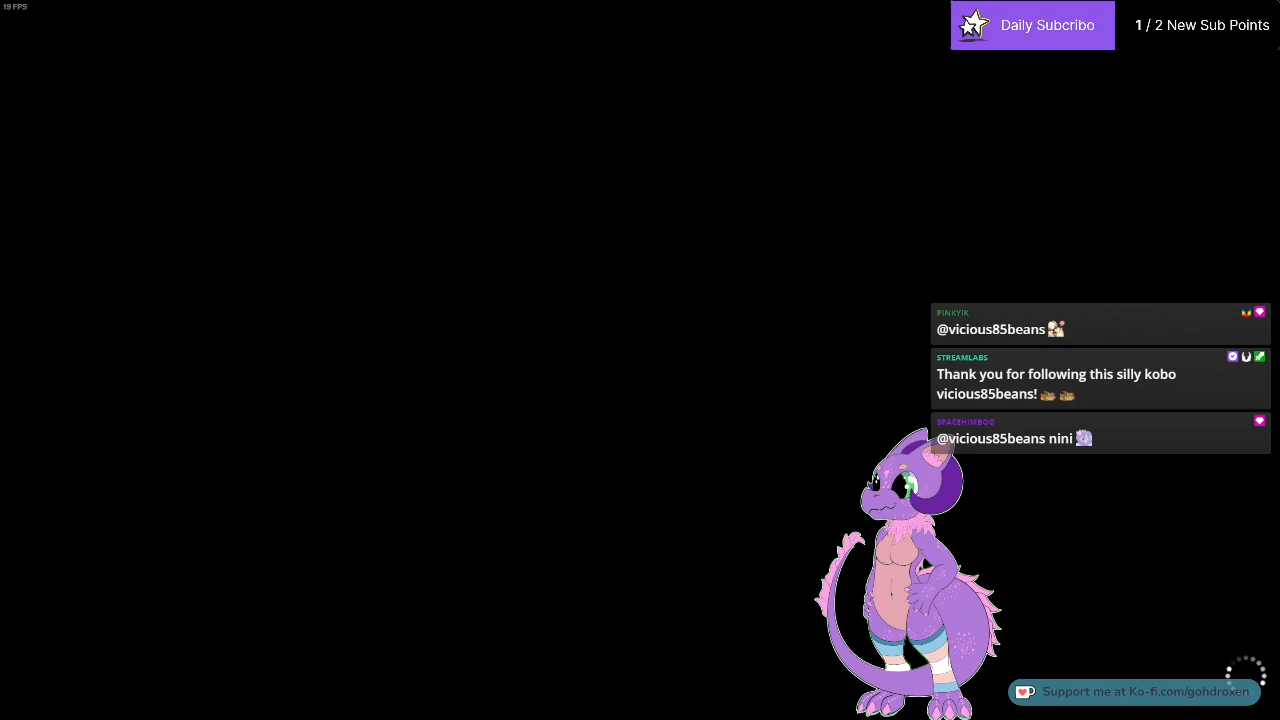 19 FPS
Daily Subcribo
1 / 2 New Sub Points
PINKYIK
@vicious85beans
STREAMLABS
Thank you for following this silly kobo
vicious85beans!
SPACEHIMBOO
@vicious85beans nini
Support me at Ko-fi.com/gohdroxen